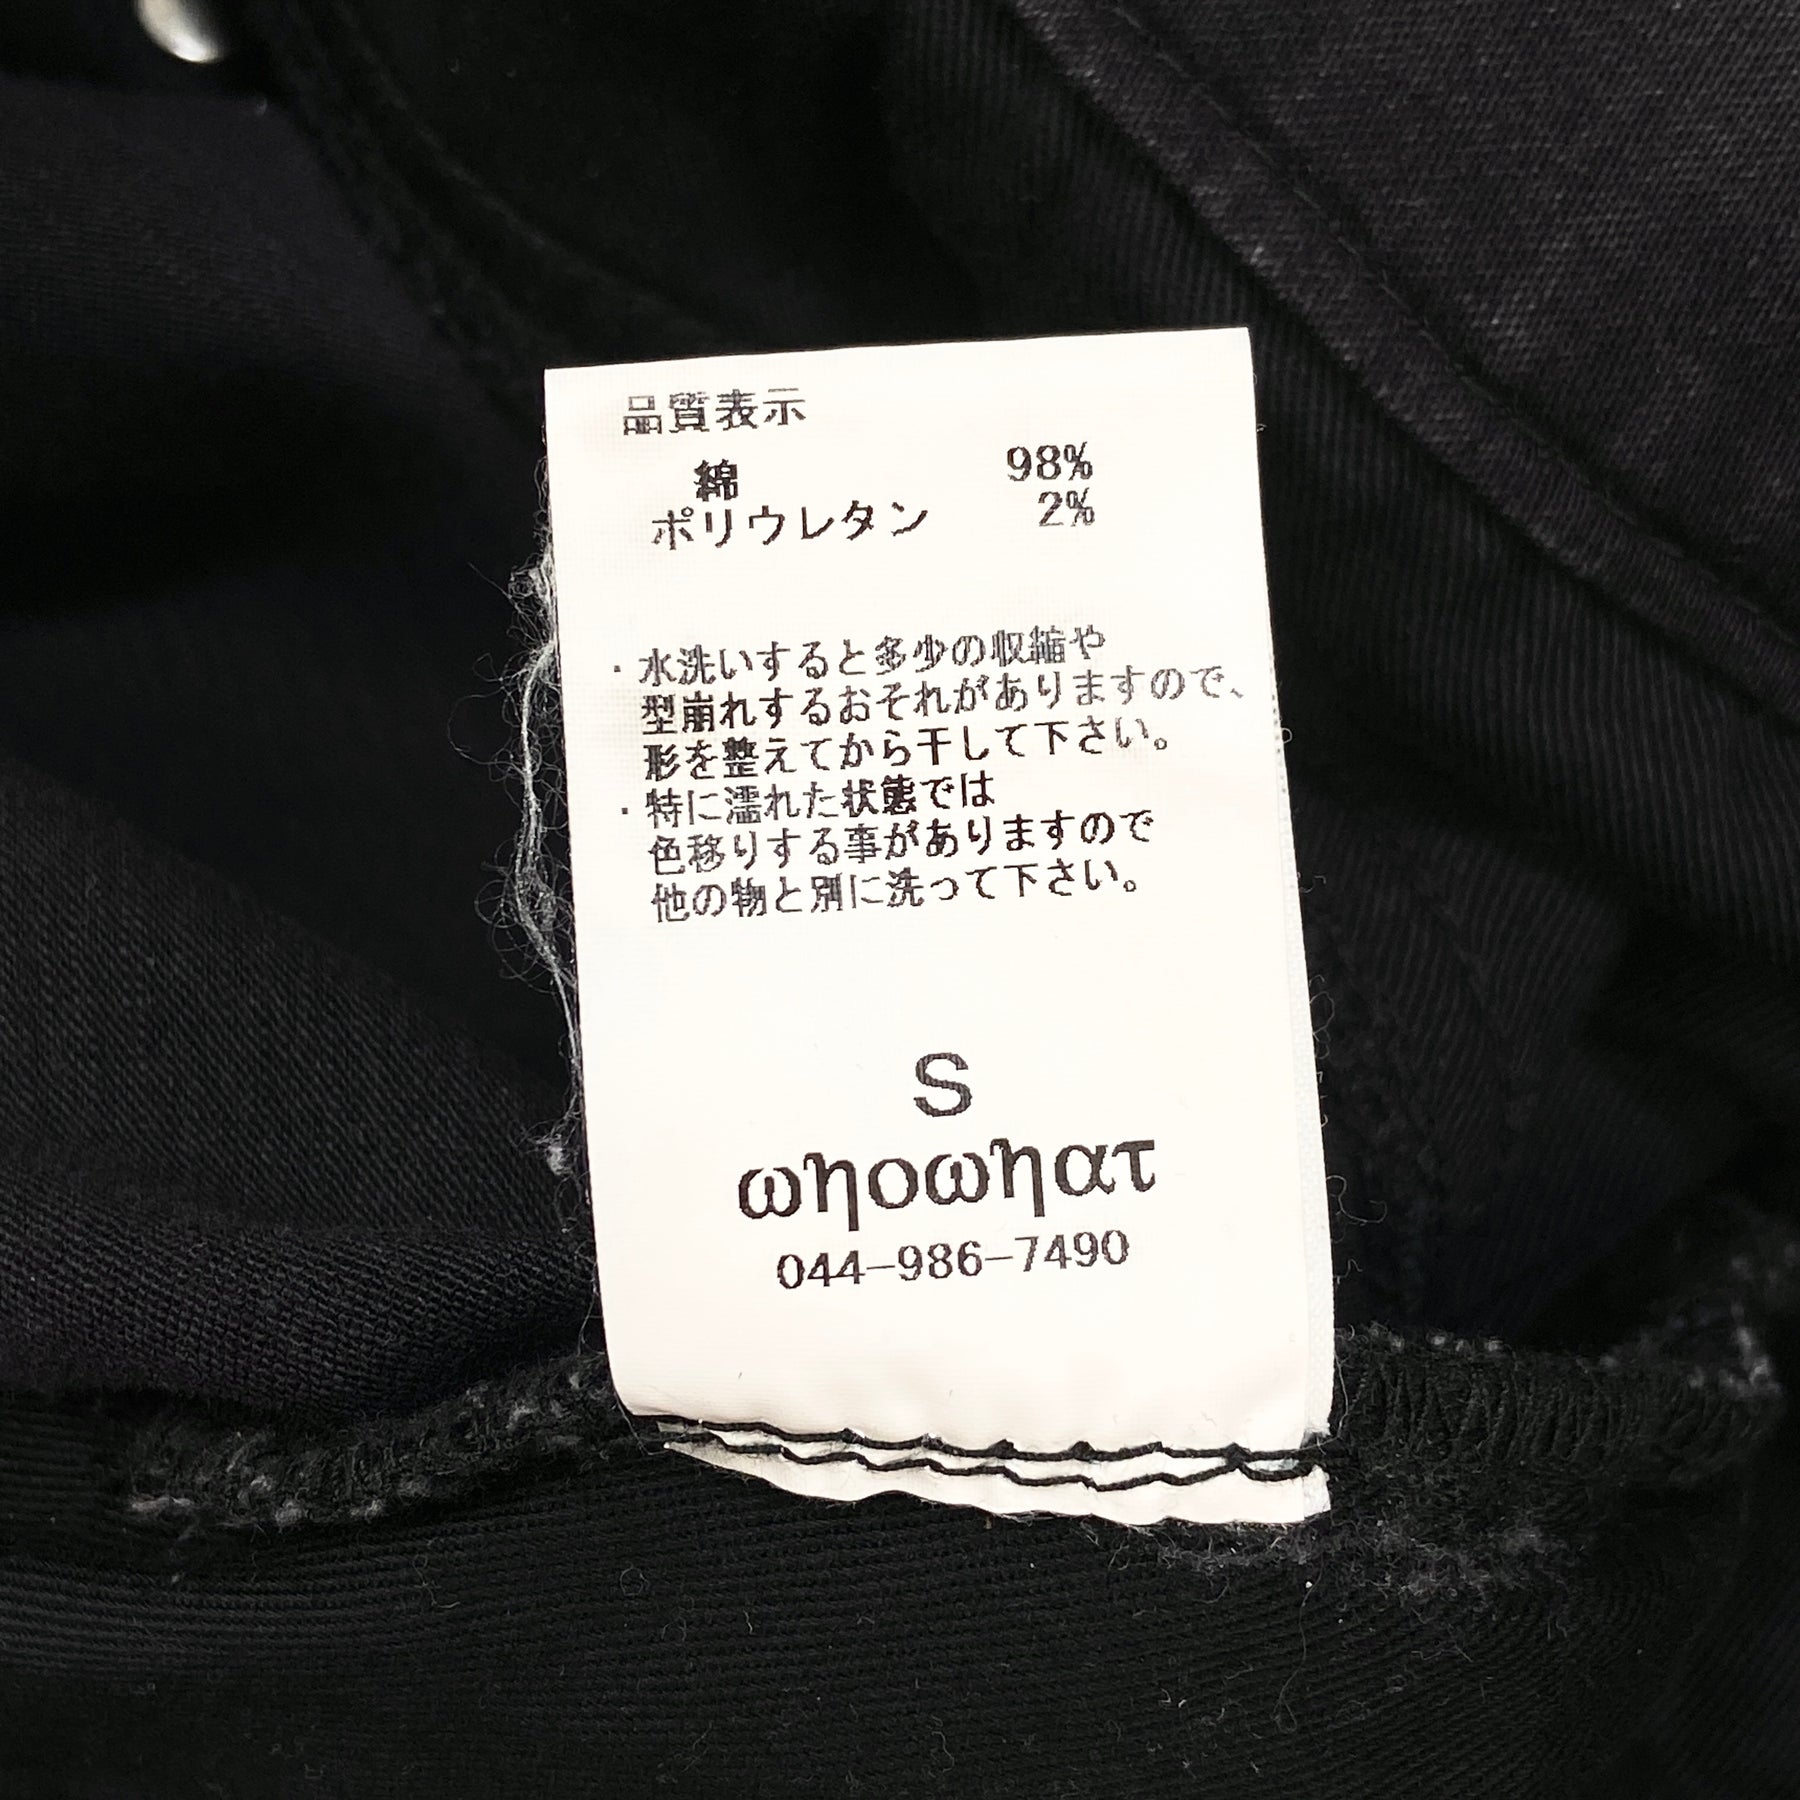 品質表示
綿 98%
ポリウレタン 2%
・水洗いすると多少の収縮や
型崩れするおそれがありますので、
形を整えてから干して下さい。
・特に濡れた状態では
色移りする事がありますので
他の物と別に洗って下さい。
S
ωηοωηατ
044-986-7490